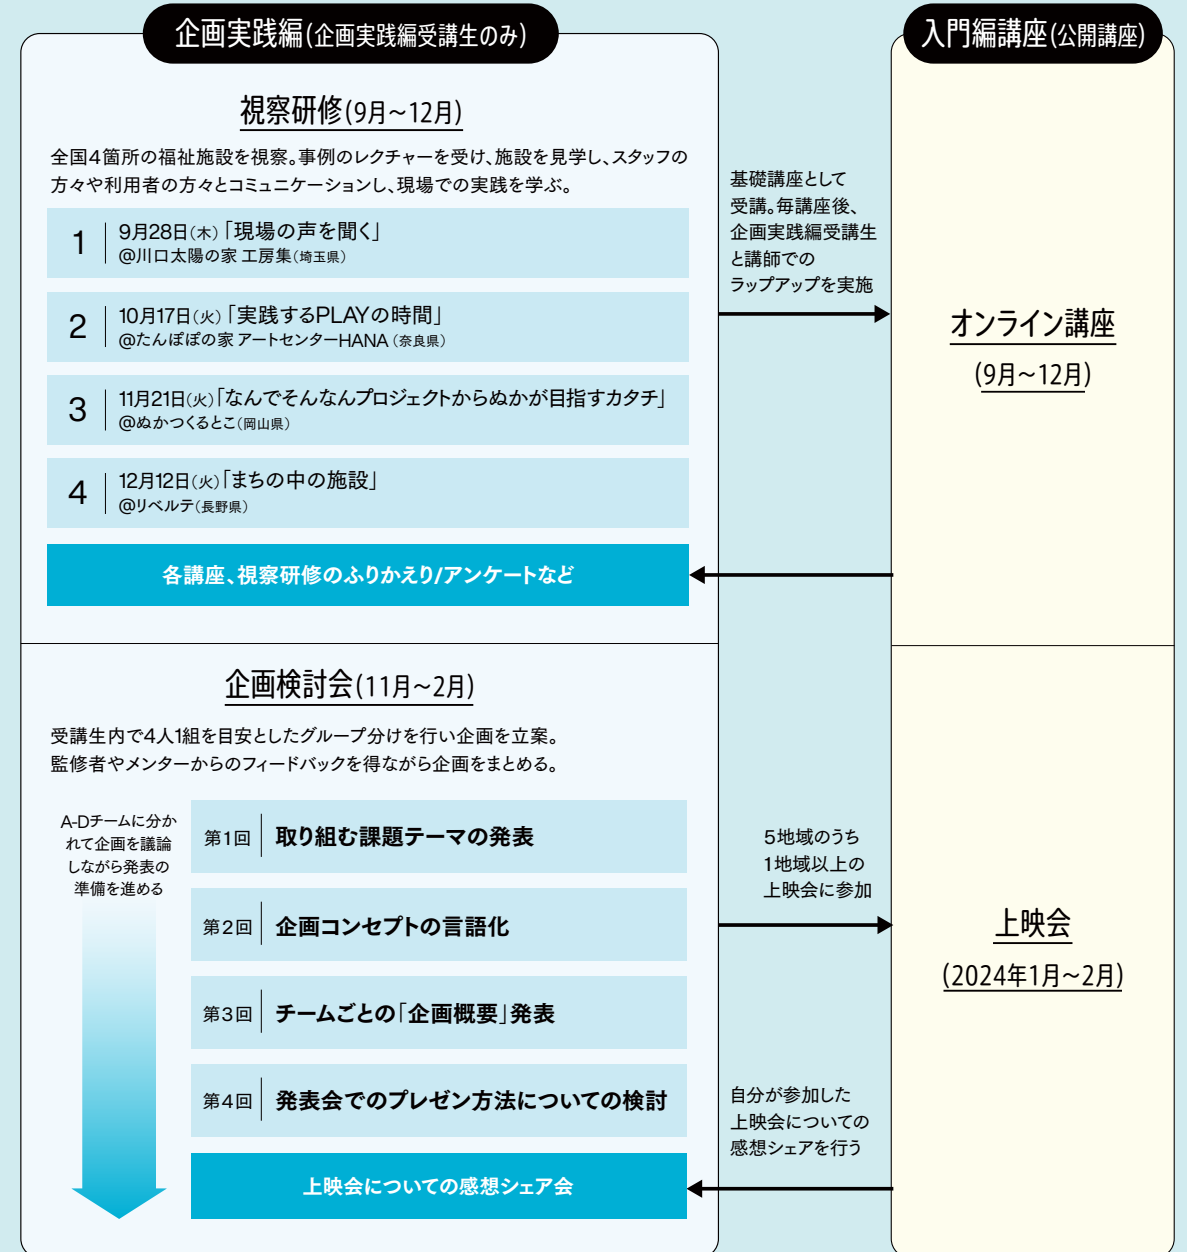 企画実践編(企画実践編受講生のみ)
視察研修(9月～12月)
全国4箇所の福祉施設を視察。事例のレクチャーを受け、施設を見学し、スタッフの
方々や利用者の方々とコミュニケーションし、現場での実践を学ぶ。
1
9月28日(木)「現場の声を聞く」
@川口太陽の家 工房集(埼玉県)
2
10月17日(火)「実践するPLAYの時間」
@たんぽぽの家 アートセンターHANA(奈良県)
3
11月21日(火)「なんでそんなんプロジェクトからぬかが目指すカタチ」
@ぬかつくるとこ(岡山県)
4
12月12日(火)「まちの中の施設」
@リベルテ(長野県)
各講座、視察研修のふりかえり/アンケートなど
基礎講座として
受講。毎講座後、
企画実践編受講生
と講師での
ラップアップを実施
入門編講座(公開講座)
オンライン講座
(9月～12月)
企画検討会(11月～2月)
受講生内で4人1組を目安としたグループ分けを行い企画を立案。
監修者やメンターからのフィードバックを得ながら企画をまとめる。
A-Dチームに分か
れて企画を議論
しながら発表の
準備を進める
第1回 取り組む課題テーマの発表
第2回 企画コンセプトの言語化
第3回 チームごとの「企画概要」発表
第4回 発表会でのプレゼン方法についての検討
上映会についての感想シェア会
5地域のうち
1地域以上の
上映会に参加
自分が参加した
上映会についての
感想シェアを行う
上映会
(2024年1月～2月)